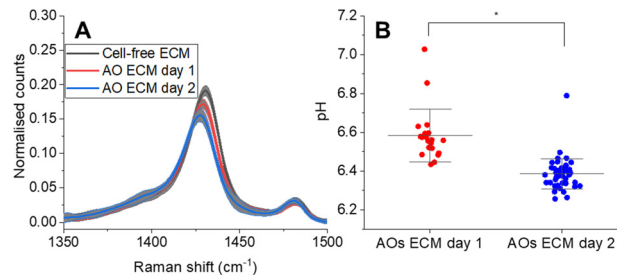 A
B
Normalised counts
0.30
0.25
0.20
0.15
0.10
0.05
0.00
Cell-free ECM
AO ECM day 1
AO ECM day 2
1350
1400
1450
1500
Raman shift (cm⁻¹)
pH
7.2
7.0
6.8
6.6
6.4
6.2
*
AOs ECM day 1
AOs ECM day 2